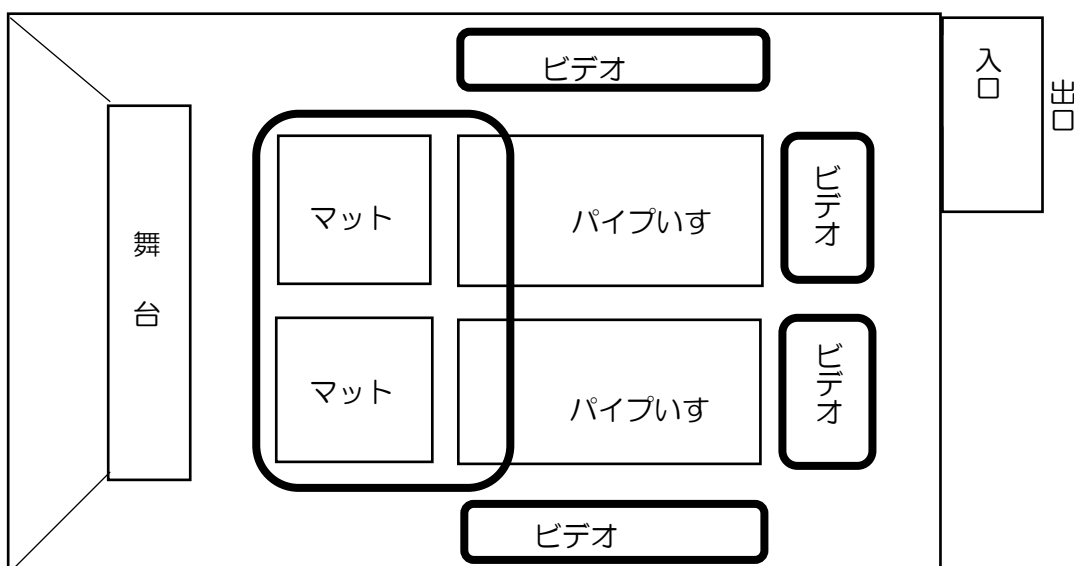 ビデオ
入口
出口
マット
パイプいす
ビデオ
舞台
マット
パイプいす
ビデオ
ビデオ